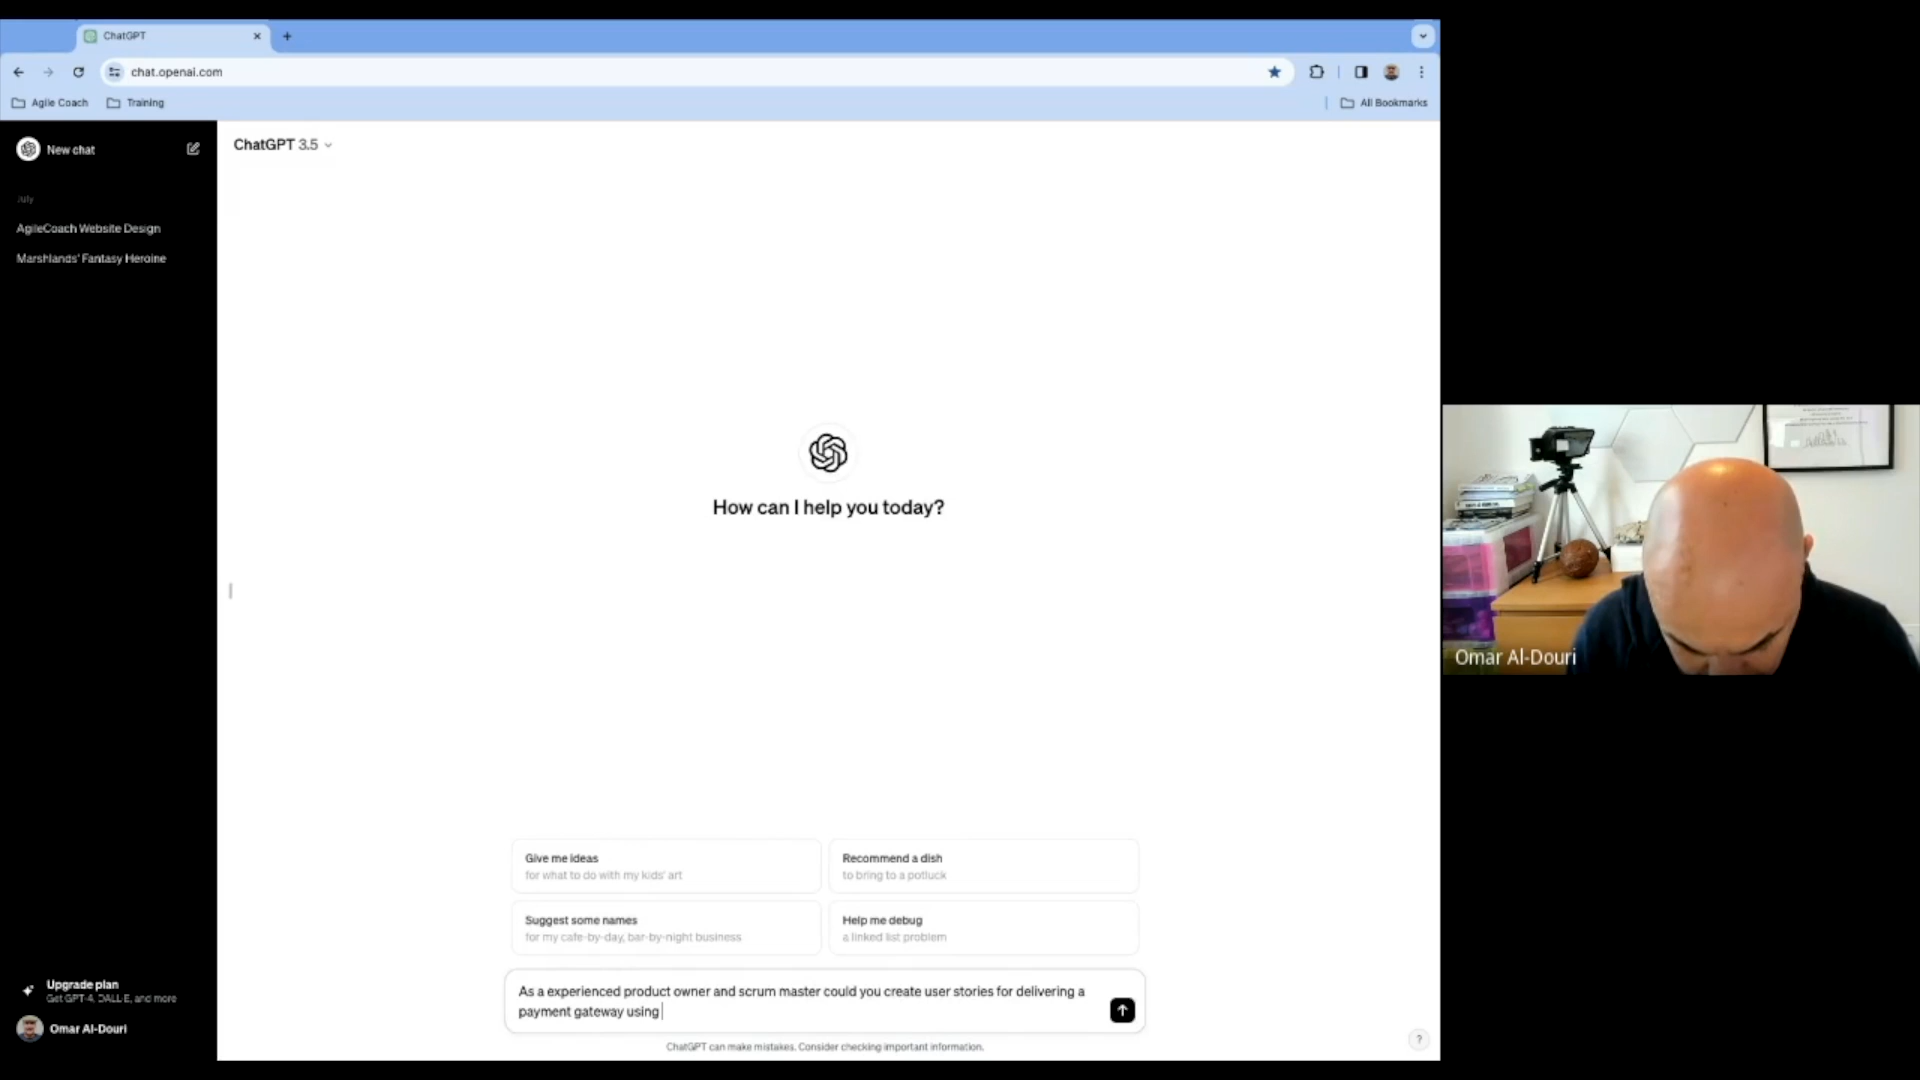 ChatGPT
chat.openai.com
Agile Coach
Training
All Bookmarks
New chat
ChatGPT 3.5
July
AgileCoach Website Design
Marshlands' Fantasy Heroine
How can I help you today?
Give me ideas
for what to do with my kids' art
Recommend a dish
to bring to a potluck
Suggest some names
for my cafe-by-day, bar-by-night business
Help me debug
a linked list problem
Upgrade plan
Get GPT-4, DALL·E, and more
As a experienced product owner and scrum master could you create user stories for delivering a
payment gateway using
Omar Al-Douri
ChatGPT can make mistakes. Consider checking important information.
?
Omar Al-Douri